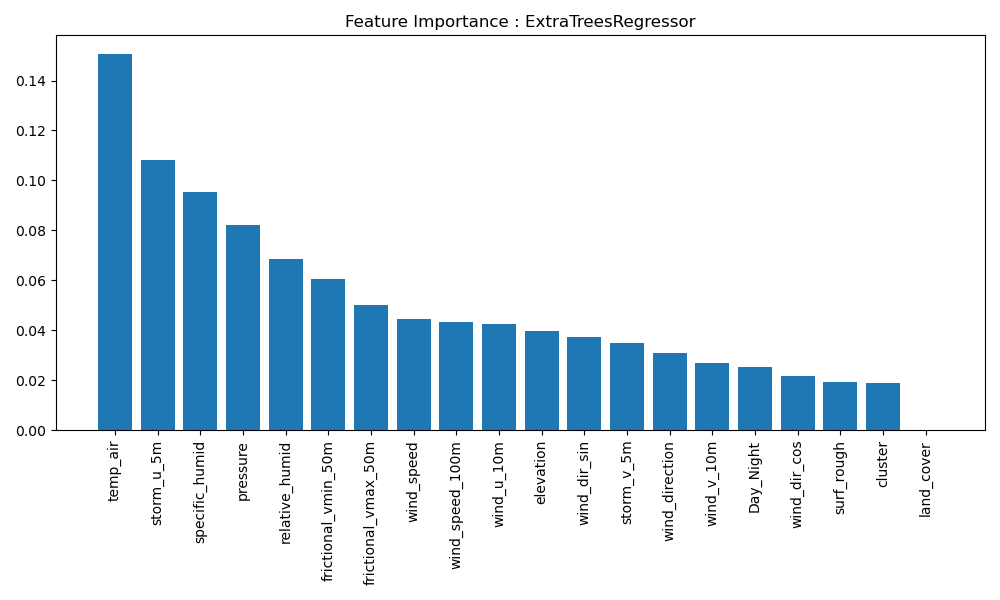 Feature Importance : ExtraTreesRegressor
0.14
0.12
0.10
0.08
0.06
0.04
0.02
0.00
temp_air
storm_u_5m
specific_humid
pressure
relative_humid
frictional_vmin_50m
frictional_vmax_50m
wind_speed
wind_speed_100m
wind_u_10m
elevation
wind_dir_sin
storm_v_5m
wind_direction
wind_v_10m
Day_Night
wind_dir_cos
surf_rough
cluster
land_cover